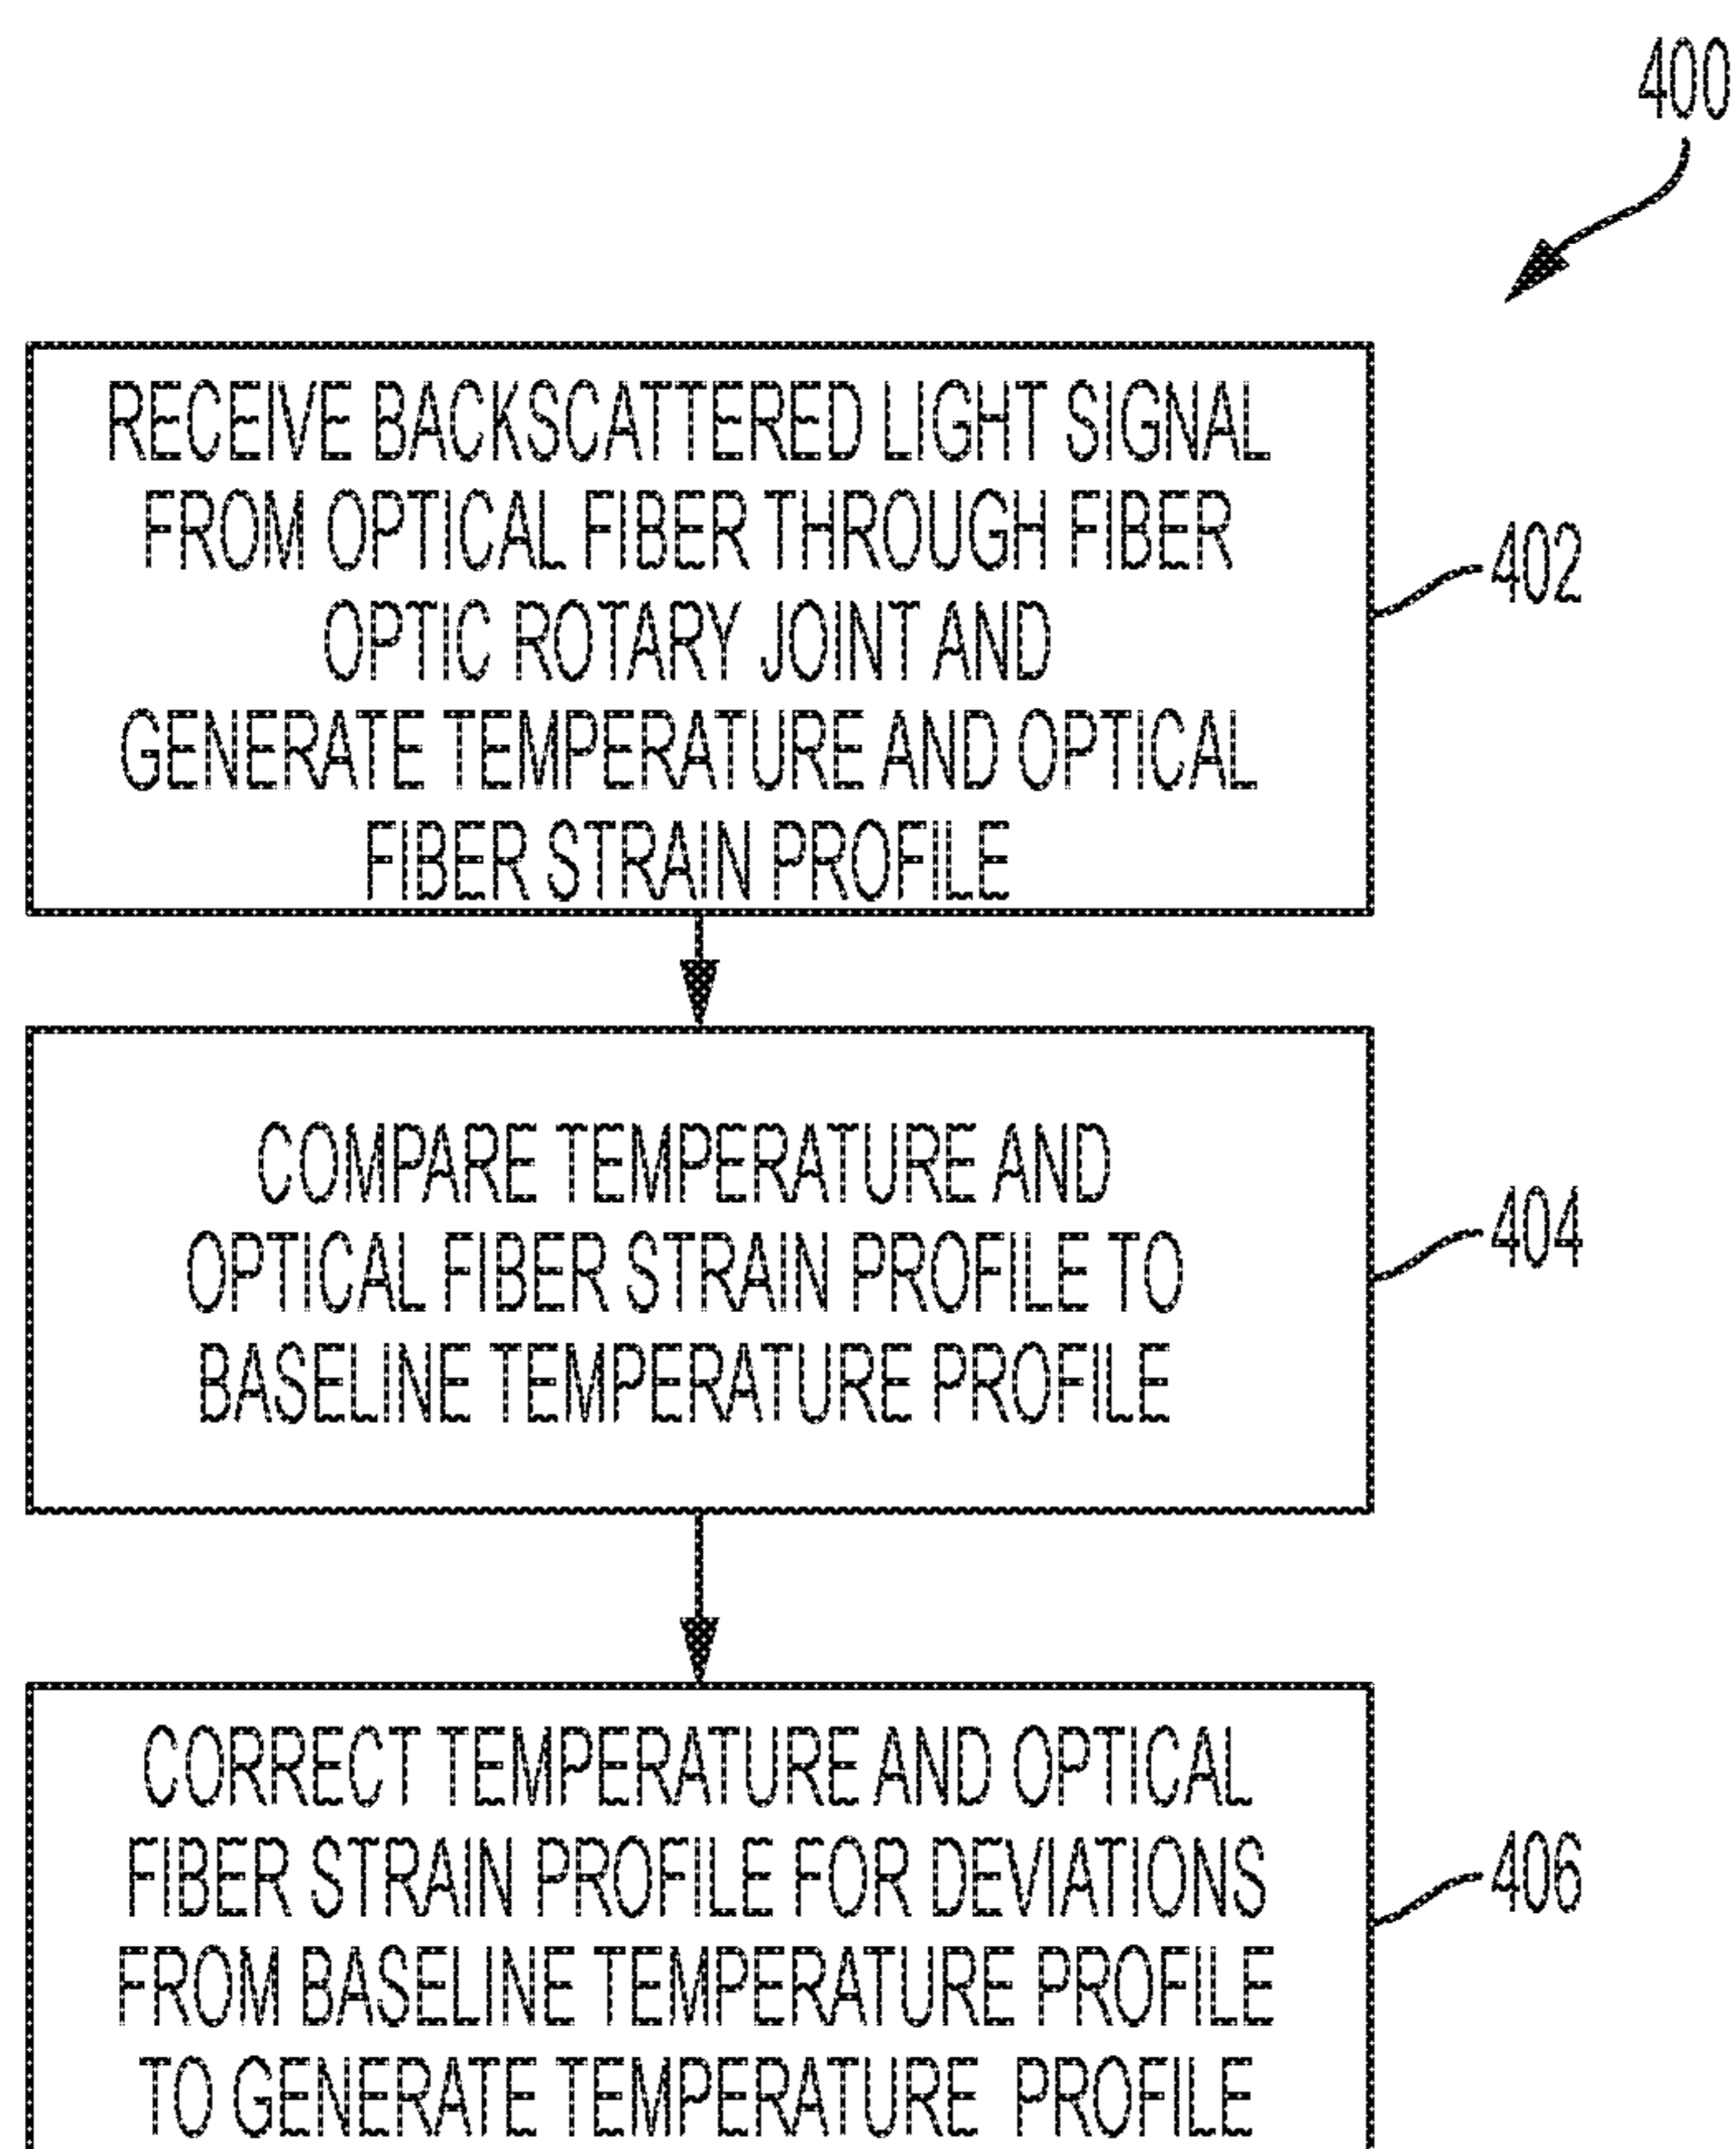 400
RECEIVE BACKSCATTERED LIGHT SIGNAL
FROM OPTICAL FIBER THROUGH FIBER
OPTIC ROTARY JOINT AND
GENERATE TEMPERATURE AND OPTICAL
FIBER STRAIN PROFILE
402
COMPARE TEMPERATURE AND
OPTICAL FIBER STRAIN PROFILE TO
BASELINE TEMPERATURE PROFILE
404
CORRECT TEMPERATURE AND OPTICAL
FIBER STRAIN PROFILE FOR DEVIATIONS
FROM BASELINE TEMPERATURE PROFILE
TO GENERATE TEMPERATURE PROFILE
406